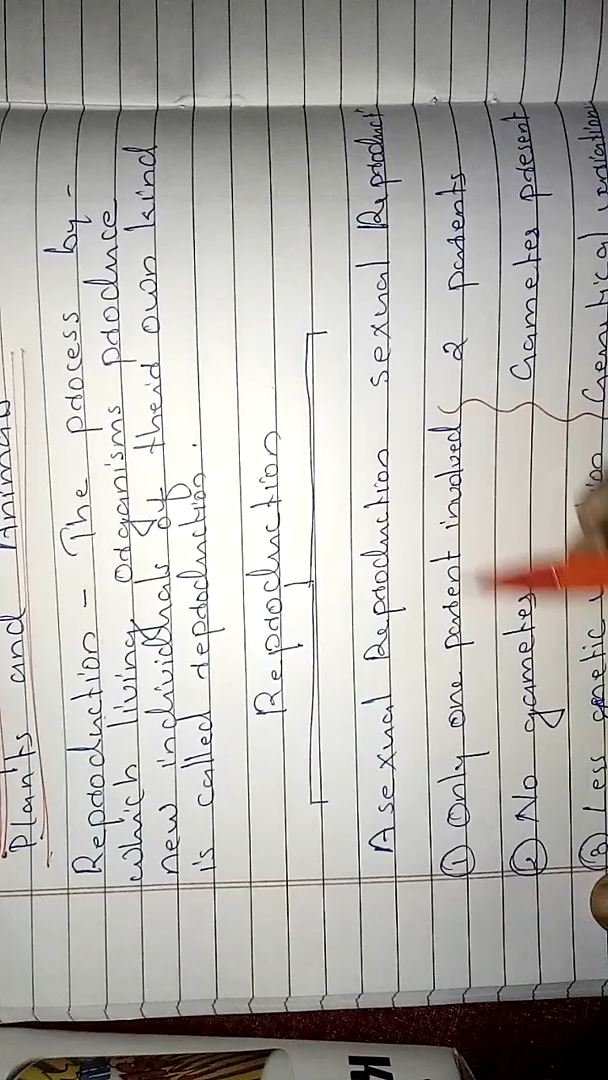 Plants and Animals
Reproduction - The process by -
which living organisms produce
new individuals of their own kind
is called reproduction.
Reproduction
Asexual Reproduction sexual Reproduct
① Only one parent involved 2 parents
② No gametes Gametes present
③ Less genetic Genetical variation
K